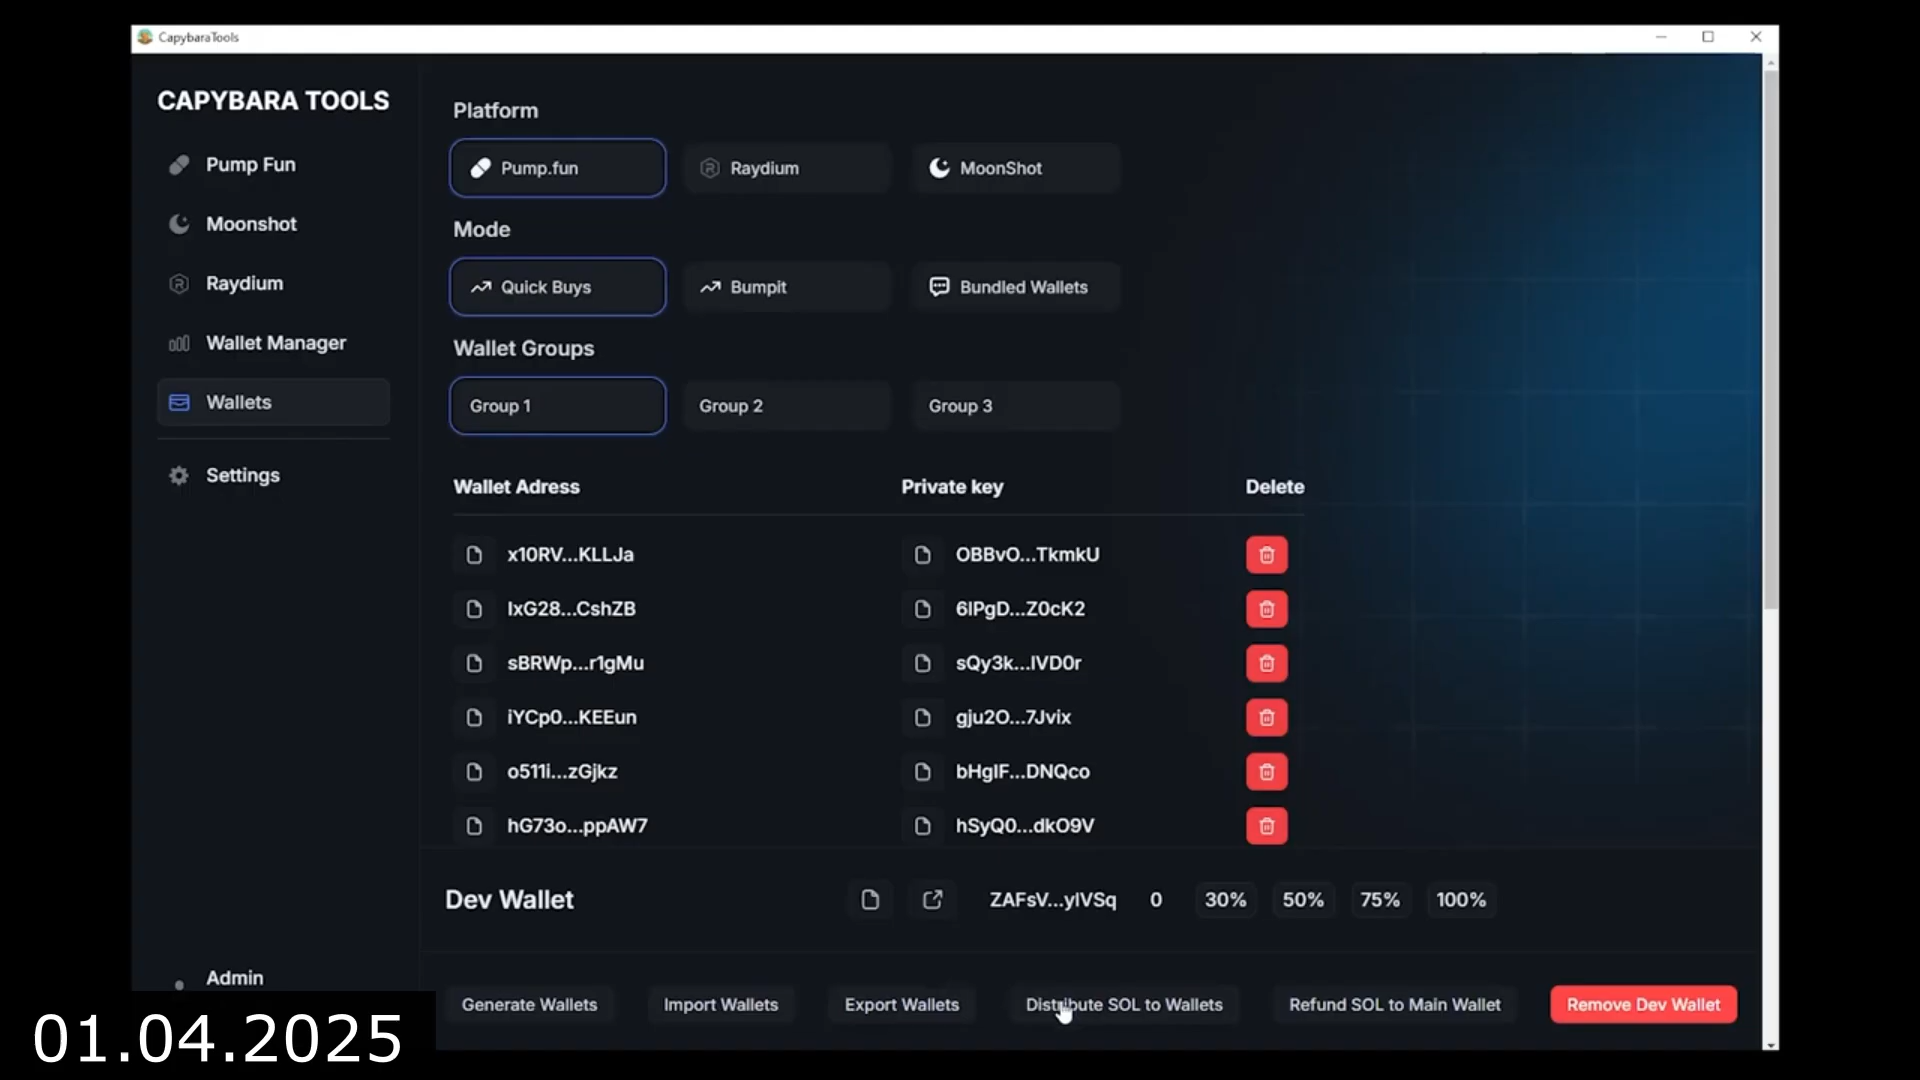 CapybaraTools
CAPYBARA TOOLS
Pump Fun
Moonshot
Raydium
Wallet Manager
Wallets
Settings
Admin
Platform
Pump.fun Raydium MoonShot
Mode
Quick Buys Bumpit Bundled Wallets
Wallet Groups
Group 1 Group 2 Group 3
Wallet Adress Private key Delete
x10RV...KLLJa OBBvO...TkmkU
IxG28...CshZB 6IPgD...Z0cK2
sBRWp...r1gMu sQy3k...IVD0r
iYCp0...KEEun gju2O...7Jvix
o511i...zGjkz bHgIF...DNQco
hG73o...ppAW7 hSyQ0...dkO9V
Dev Wallet ZAFsV...yIVSq 0 30% 50% 75% 100%
Generate Wallets Import Wallets Export Wallets Distribute SOL to Wallets Refund SOL to Main Wallet Remove Dev Wallet
01.04.2025